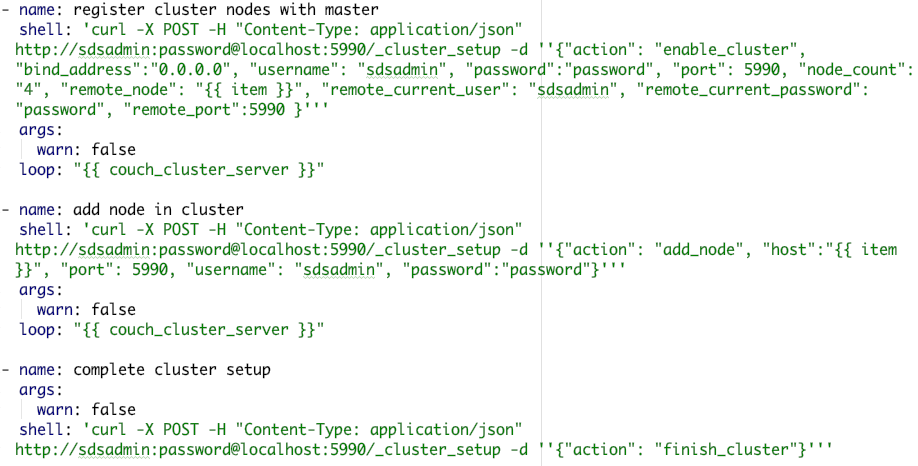 - name: register cluster nodes with master
shell: 'curl -X POST -H "Content-Type: application/json"
http://sdsadmin:password@localhost:5990/_cluster_setup -d ''{"action": "enable_cluster",
"bind_address":"0.0.0.0", "username": "sdsadmin", "password":"password", "port": 5990, "node_count":
"4", "remote_node": "{{ item }}", "remote_current_user": "sdsadmin", "remote_current_password":
"password", "remote_port":5990 }'''
args:
warn: false
loop: "{{ couch_cluster_server }}"
- name: add node in cluster
shell: 'curl -X POST -H "Content-Type: application/json"
http://sdsadmin:password@localhost:5990/_cluster_setup -d ''{"action": "add_node", "host":"{{ item
}}", "port": 5990, "username": "sdsadmin", "password":"password"}'''
args:
warn: false
loop: "{{ couch_cluster_server }}"
- name: complete cluster setup
args:
warn: false
shell: 'curl -X POST -H "Content-Type: application/json"
http://sdsadmin:password@localhost:5990/_cluster_setup -d ''{"action": "finish_cluster"}'''